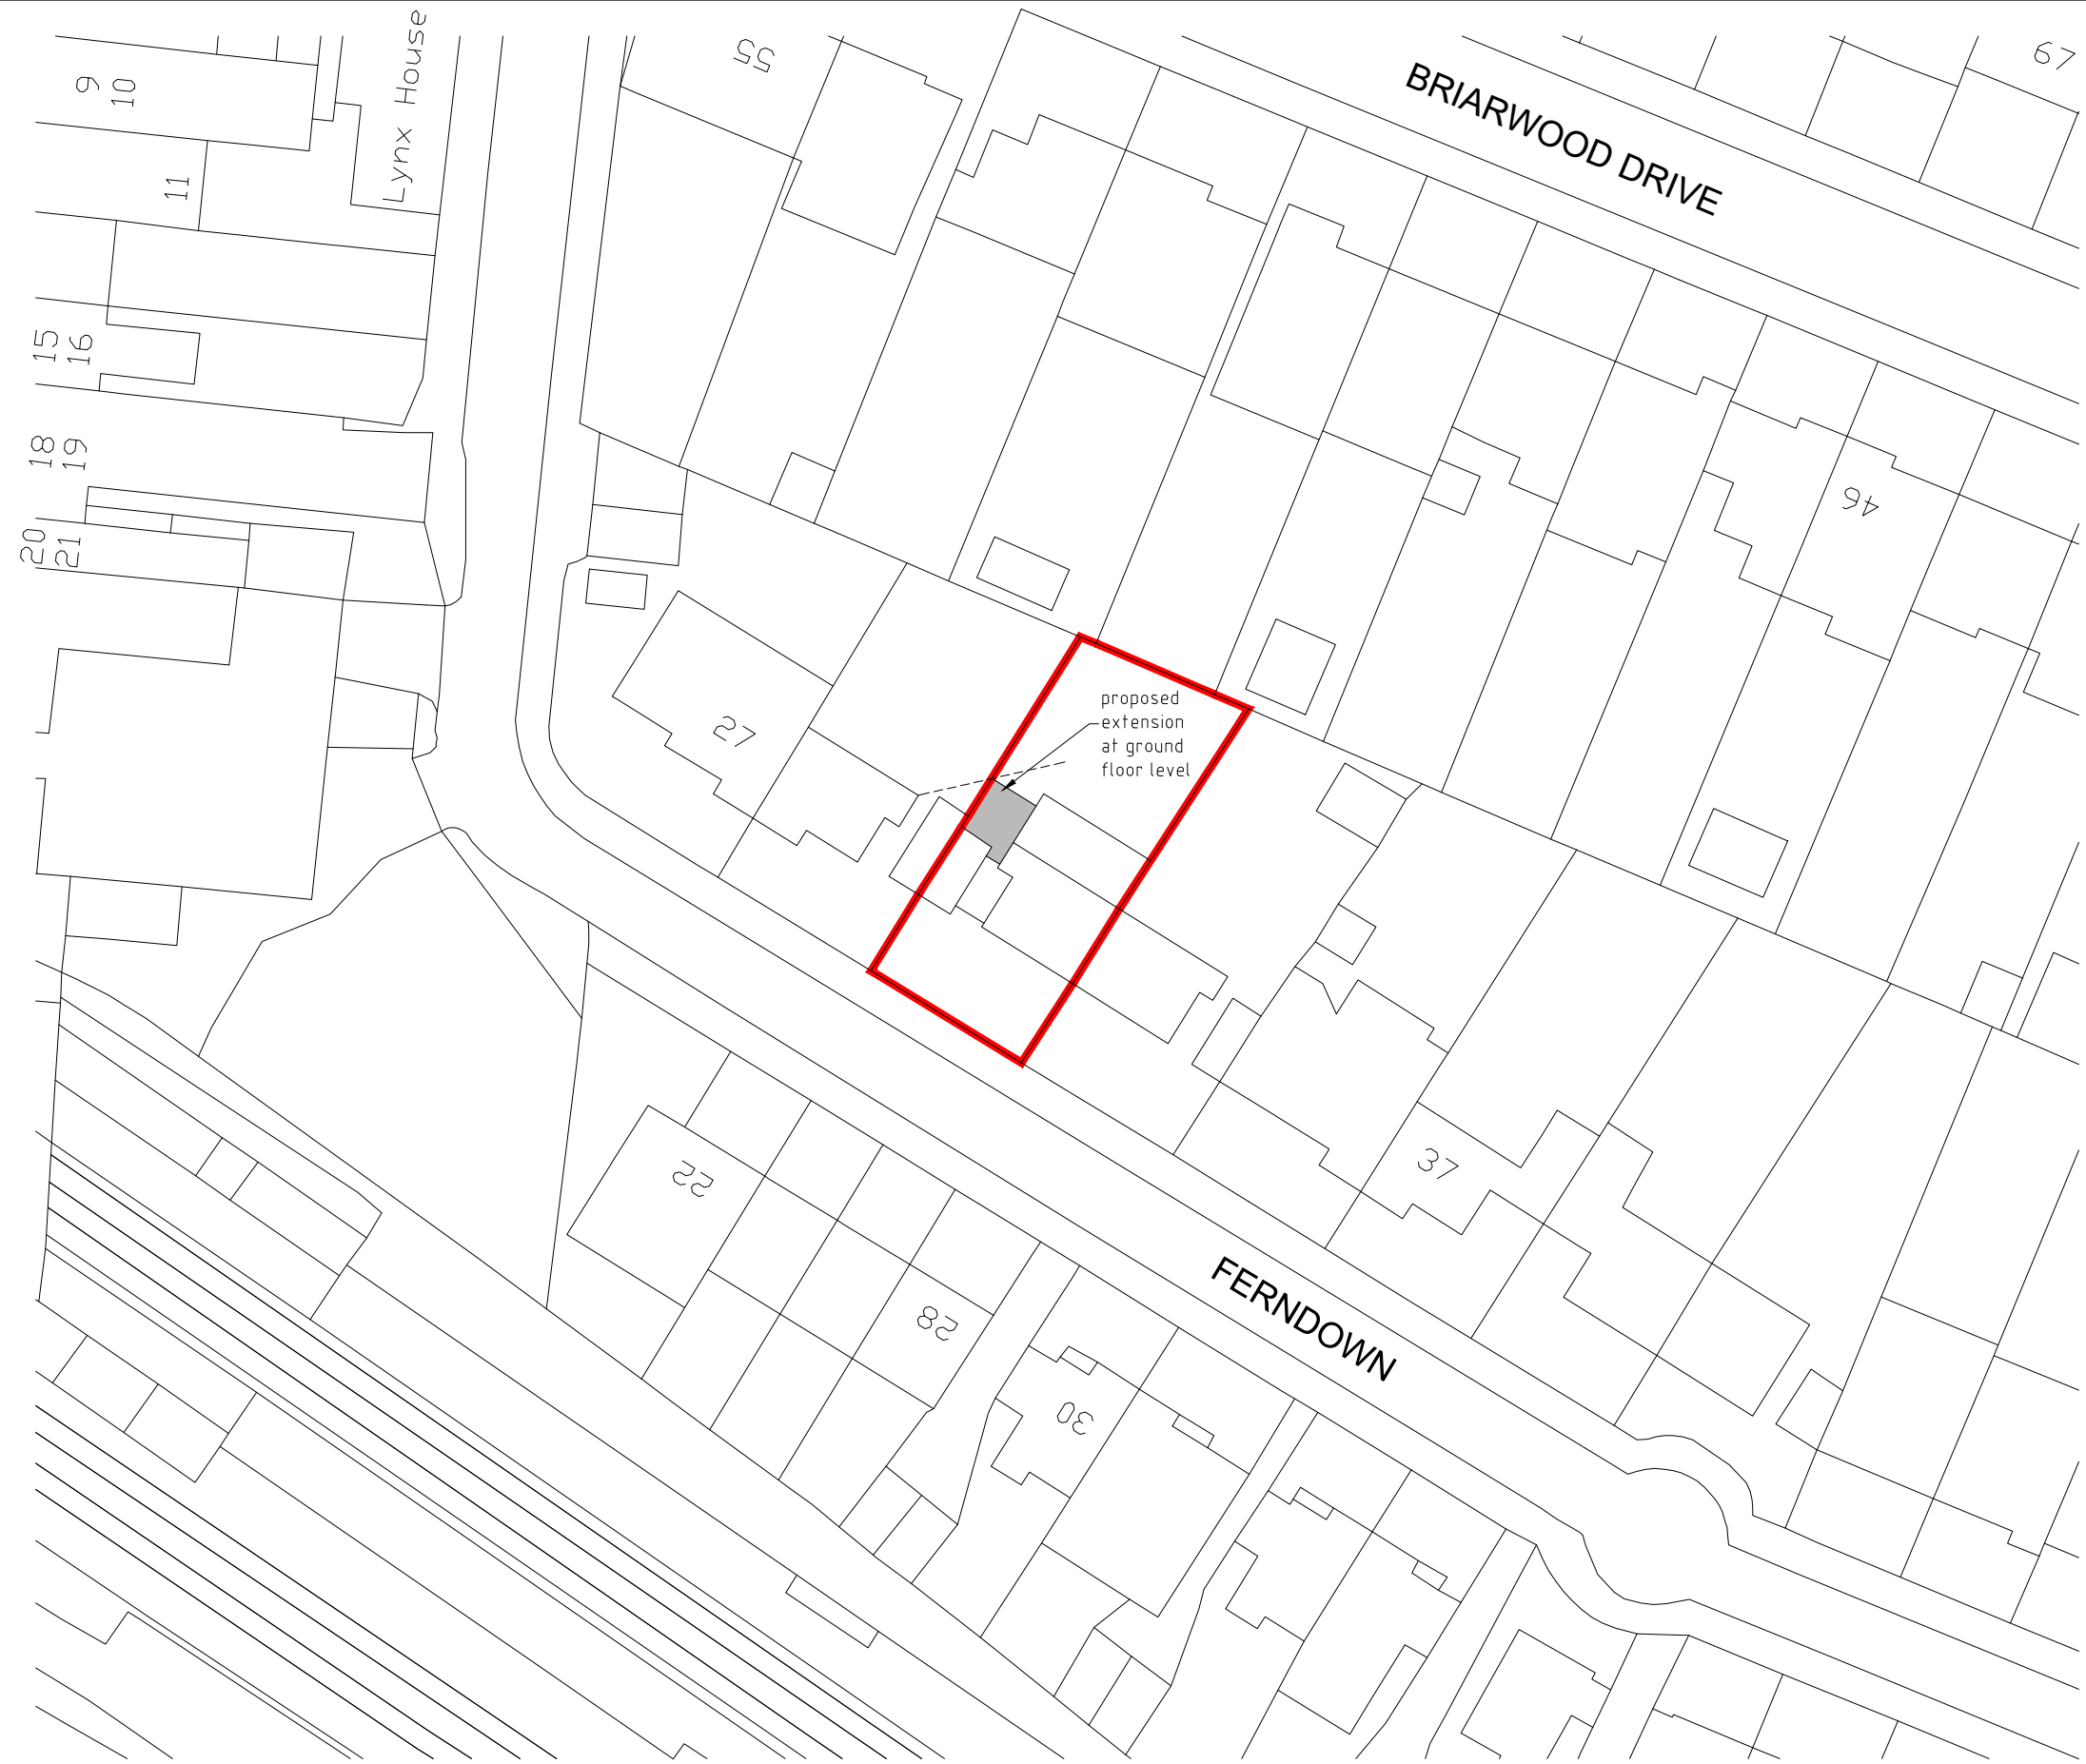 9
10
Lynx House
55
BRIARWOOD DRIVE
67
11
15
16
18
19
20
21
46
proposed
extension
at ground
floor level
27
22
37
28
FERNDOWN
30